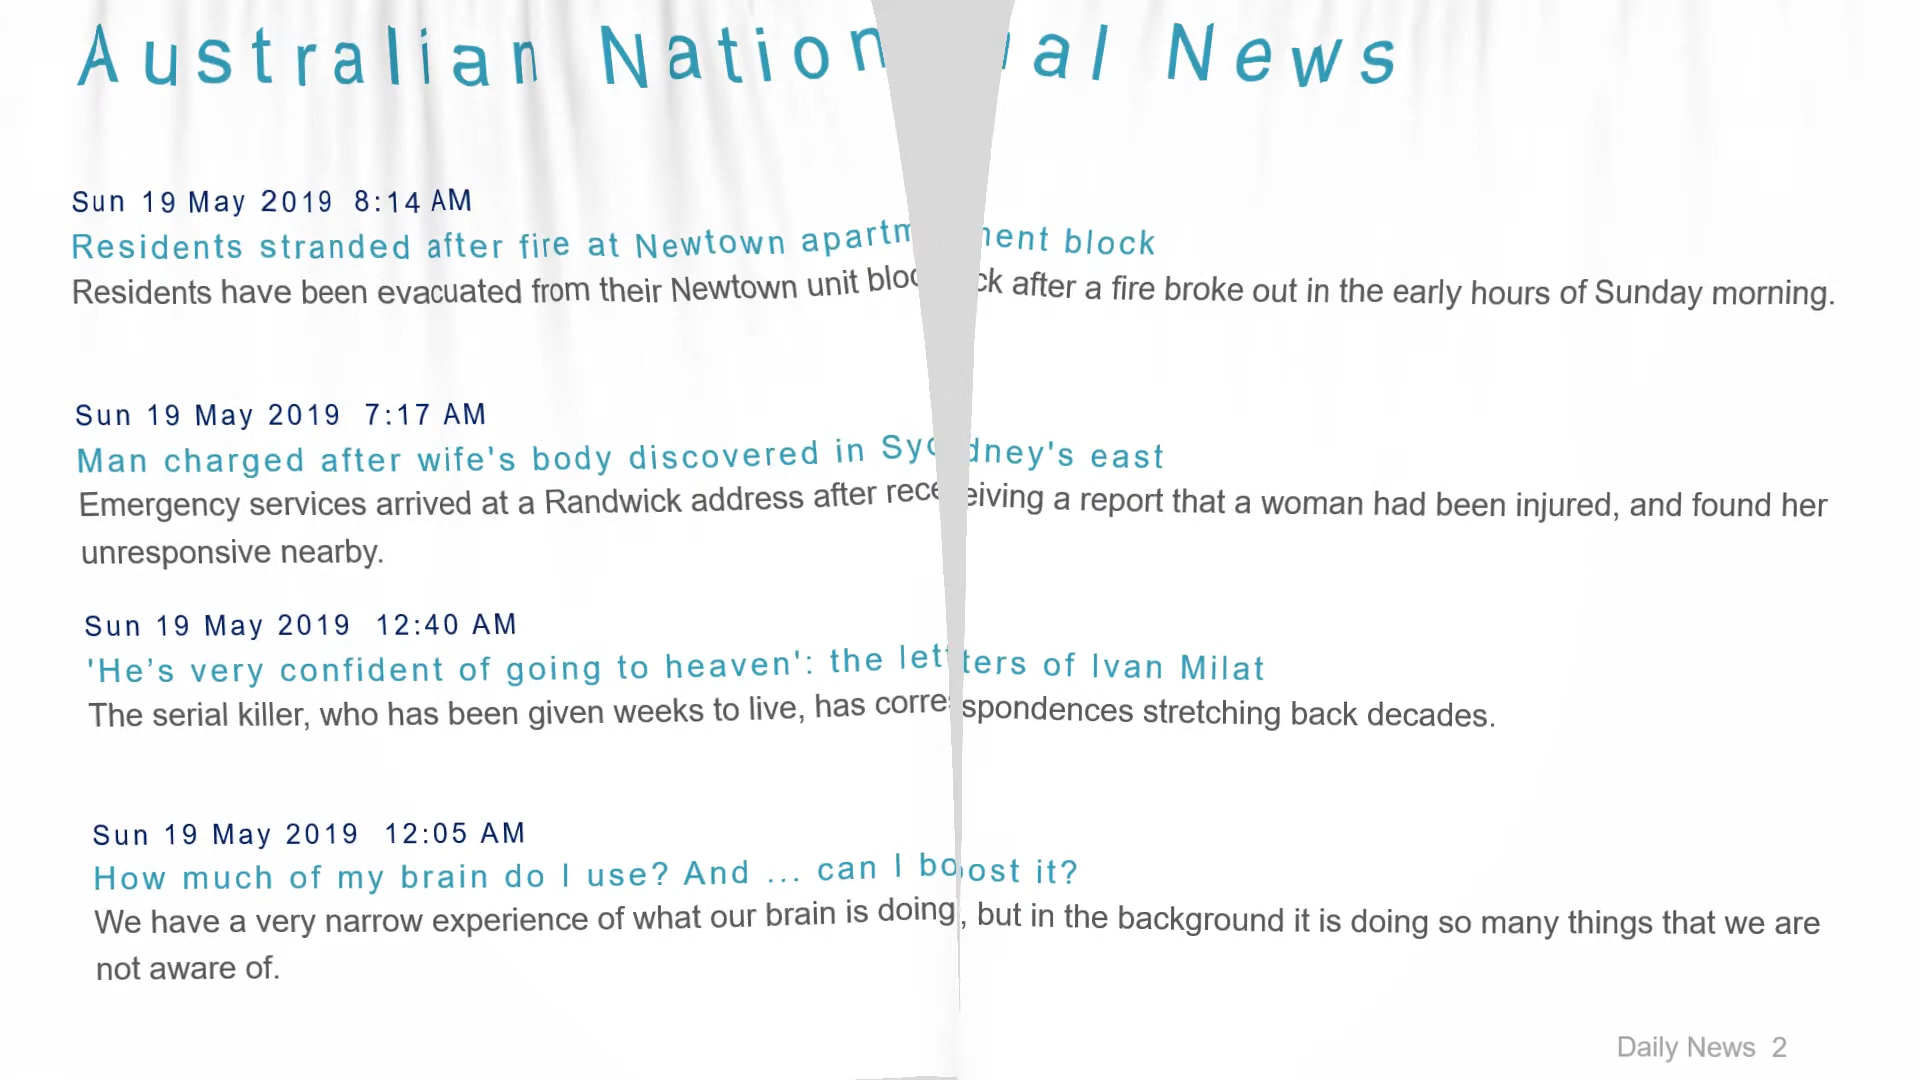 Australian National News
Sun 19 May 2019 8:14 AM
Residents stranded after fire at Newtown apartment block
Residents have been evacuated from their Newtown unit block after a fire broke out in the early hours of Sunday morning.
Sun 19 May 2019 7:17 AM
Man charged after wife's body discovered in Sydney's east
Emergency services arrived at a Randwick address after receiving a report that a woman had been injured, and found her
unresponsive nearby.
Sun 19 May 2019 12:40 AM
'He’s very confident of going to heaven': the letters of Ivan Milat
The serial killer, who has been given weeks to live, has correspondences stretching back decades.
Sun 19 May 2019 12:05 AM
How much of my brain do I use? And ... can I boost it?
We have a very narrow experience of what our brain is doing, but in the background it is doing so many things that we are
not aware of.
Daily News 2